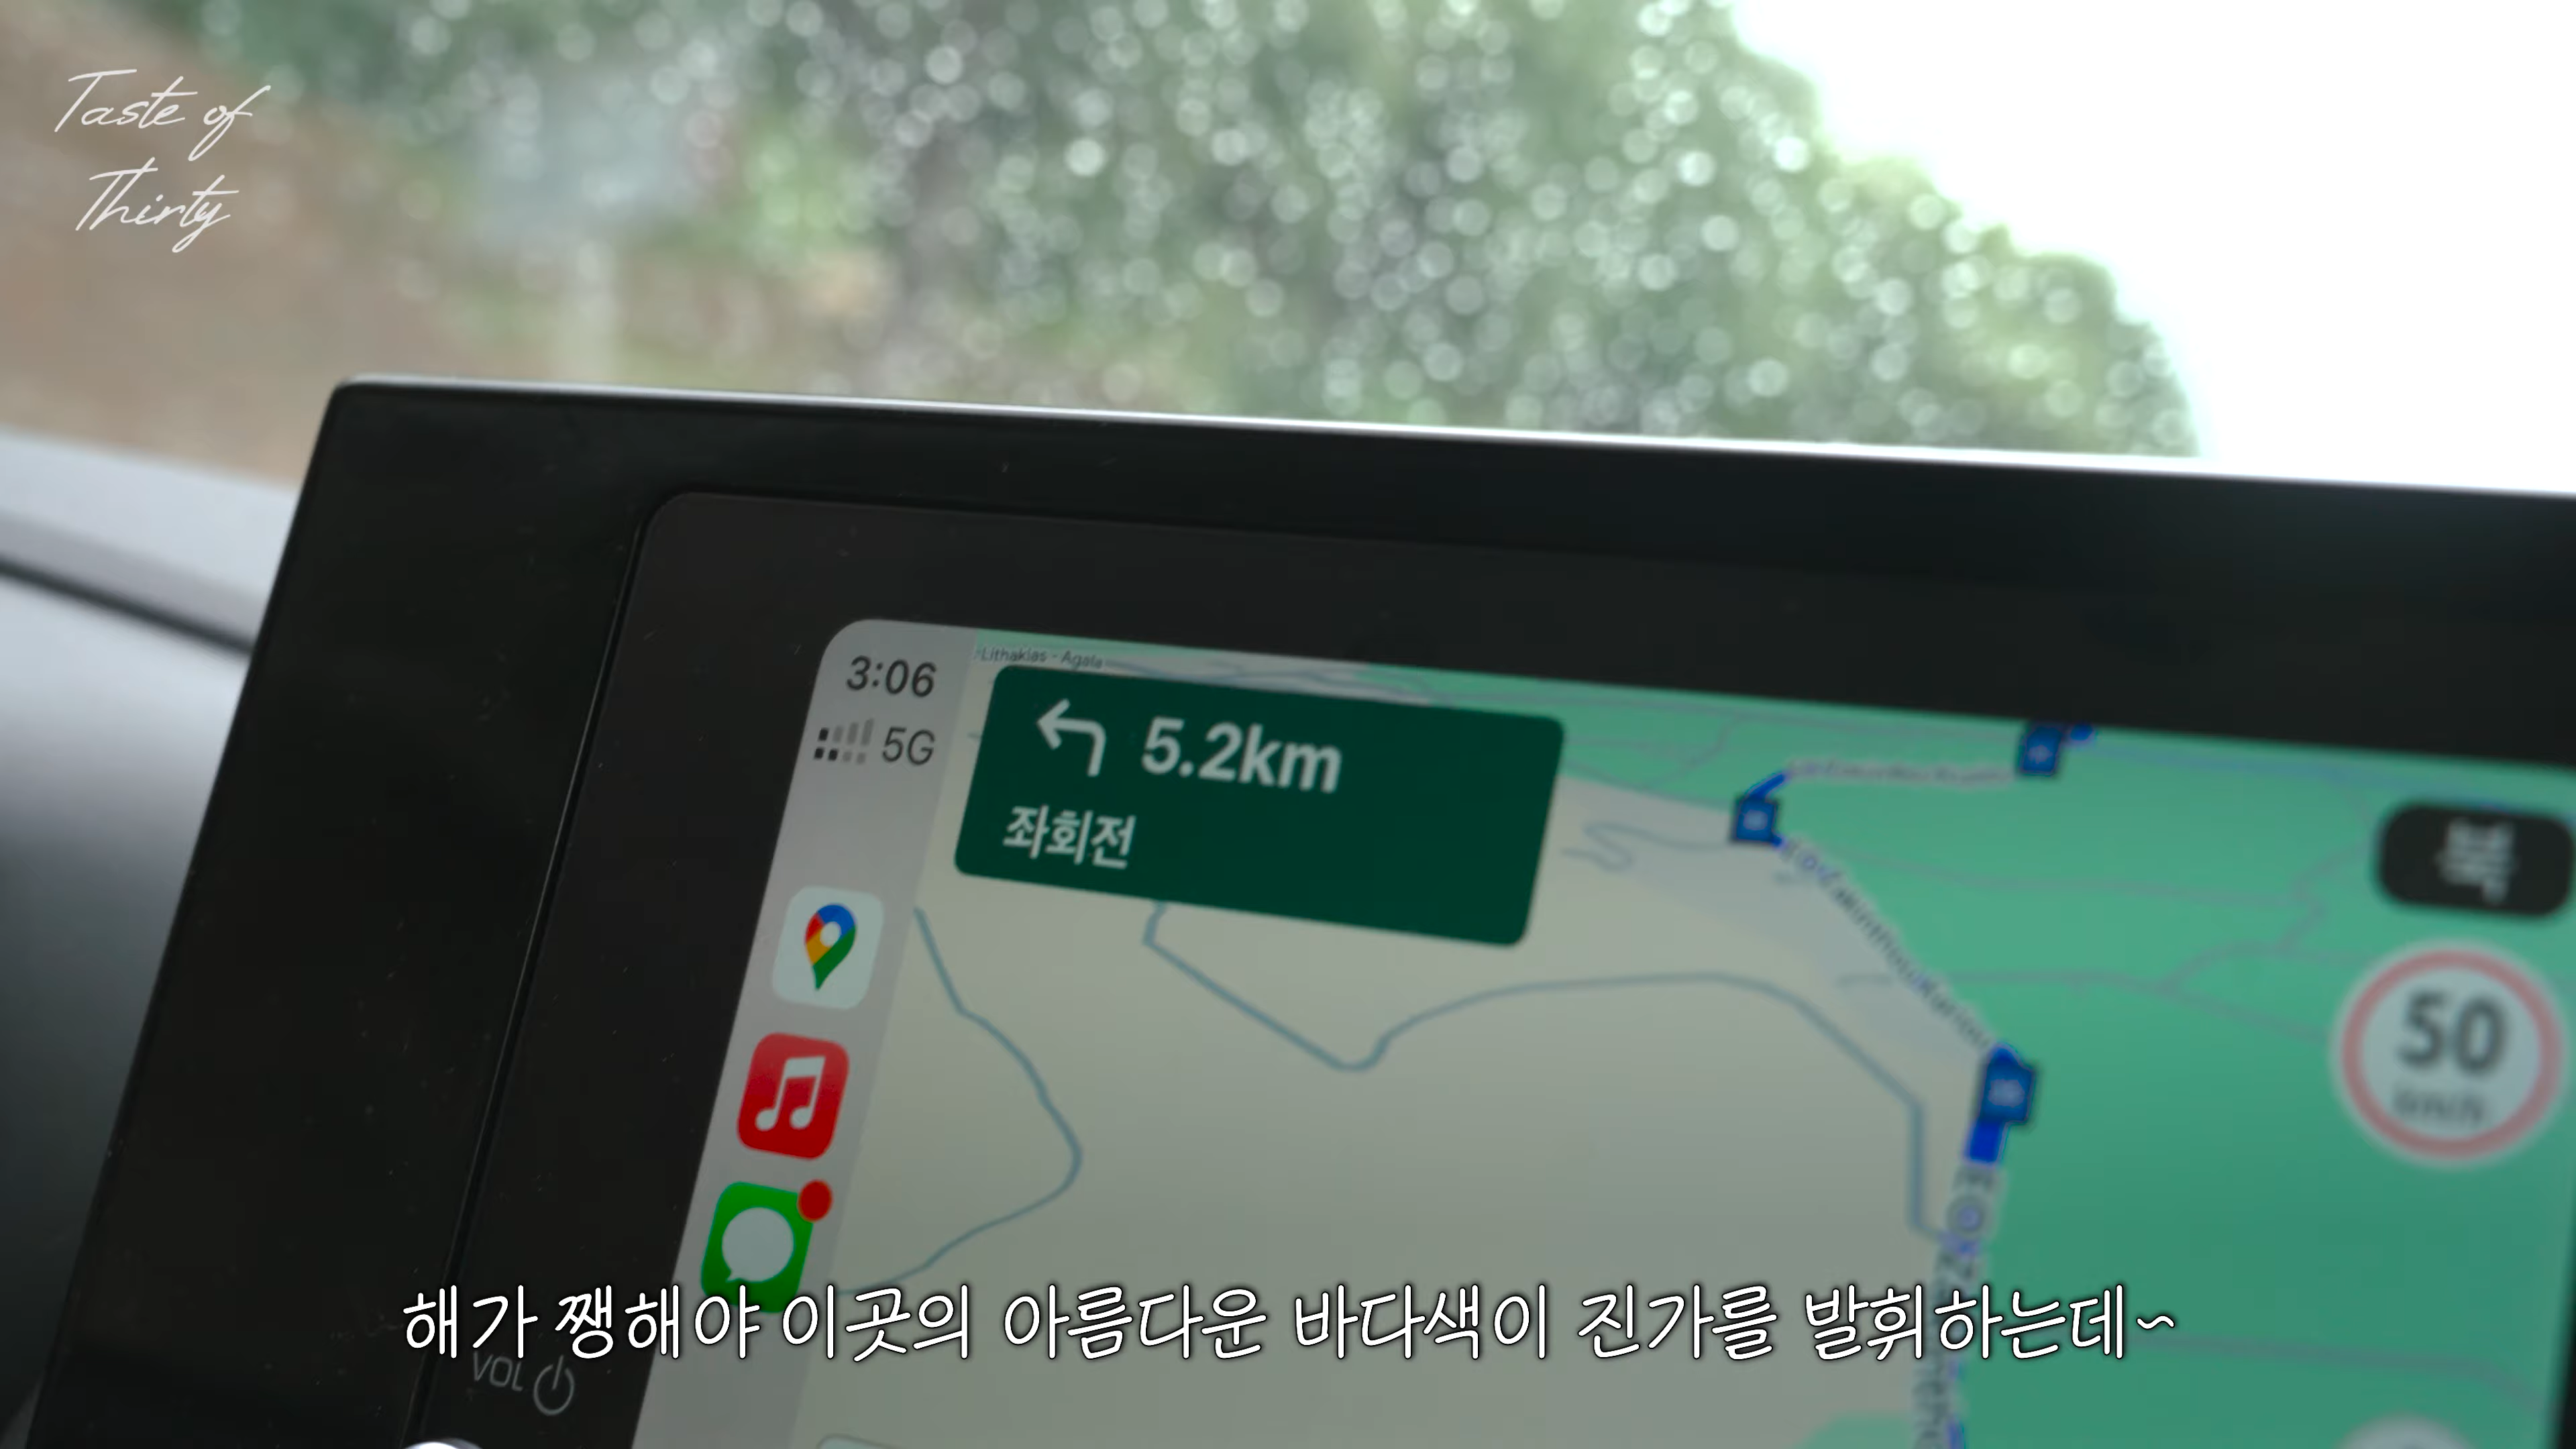 Taste of
Thirty
Lithakias - Agala
3:06
5G
5.2km
좌회전
북
50
km/h
해가 쨍해야 이곳의 아름다운 바다색이 진가를 발휘하는데~
VOL